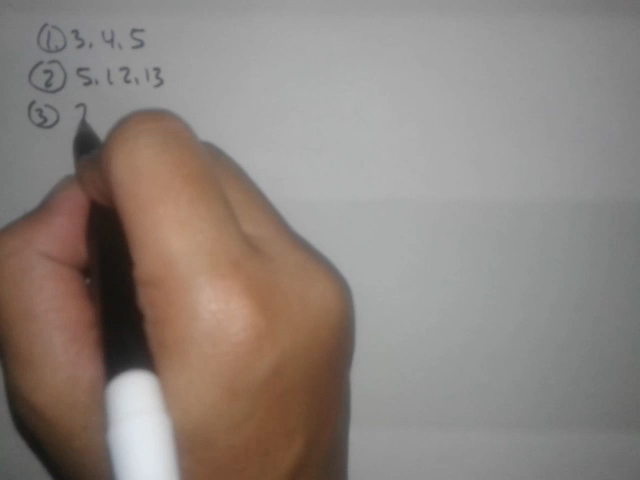 ① 3, 4, 5
② 5, 12, 13
③